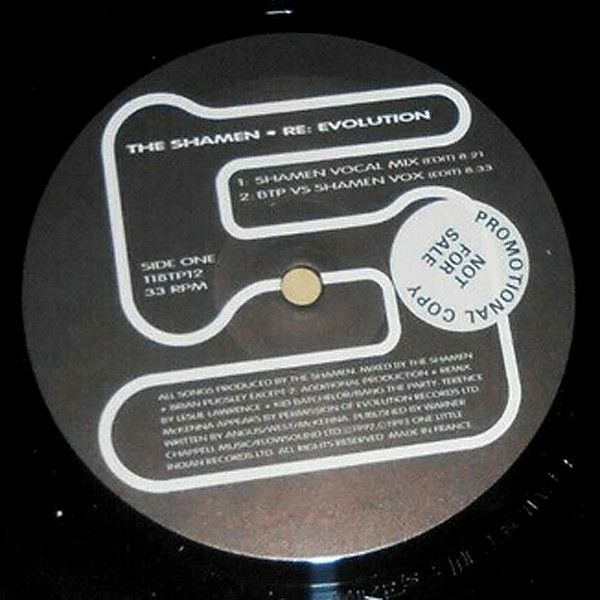 THE SHAMEN • RE: EVOLUTION
1: SHAMEN VOCAL MIX (EDIT) 8:21
2: BTP VS SHAMEN VOX (EDIT) 8:33
SIDE ONE
118TP12
33 RPM
PROMOTIONAL COPY
NOT
FOR
SALE
ALL SONGS PRODUCED BY THE SHAMEN. MIXED BY THE SHAMEN
+ BRIAN PUGSLEY EXCEPT 2: ADDITIONAL PRODUCTION + REMIX
BY LESLIE LAWRENCE + KID BATCHELOR/BANG THE PARTY. TERENCE
McKENNA APPEARS BY PERMISSION OF EVOLUTION RECORDS LTD.
WRITTEN BY ANGUS/WEST/McKENNA. PUBLISHED BY WARNER
CHAPPELL MUSIC/FLOWSOUND LTD. ©1992, ℗1993 ONE LITTLE
INDIAN RECORDS LTD. ALL RIGHTS RESERVED. MADE IN FRANCE.